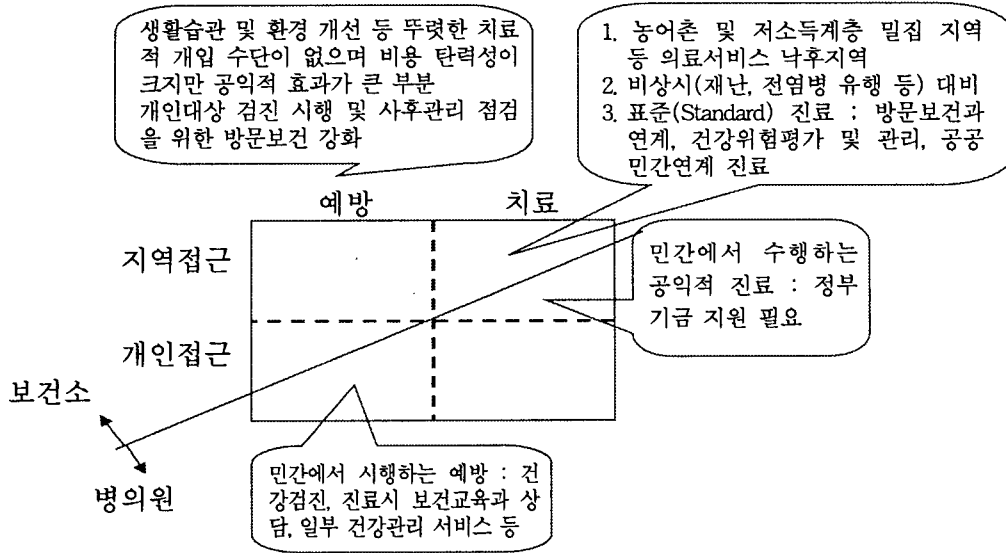 생활습관 및 환경 개선 등 뚜렷한 치료
적 개입 수단이 없으며 비용 탄력성이
크지만 공익적 효과가 큰 부분
개인대상 검진 시행 및 사후관리 점검
을 위한 방문보건 강화
1. 농어촌 및 저소득계층 밀집 지역
등 의료서비스 낙후지역
2. 비상시(재난, 전염병 유행 등) 대비
3. 표준(Standard) 진료 : 방문보건과
연계, 건강위험평가 및 관리, 공공
민간연계 진료
예방
치료
지역접근
민간에서 수행하는
공익적 진료 : 정부
기금 지원 필요
개인접근
보건소
병의원
민간에서 시행하는 예방 : 건
강검진, 진료시 보건교육과 상
담, 일부 건강관리 서비스 등